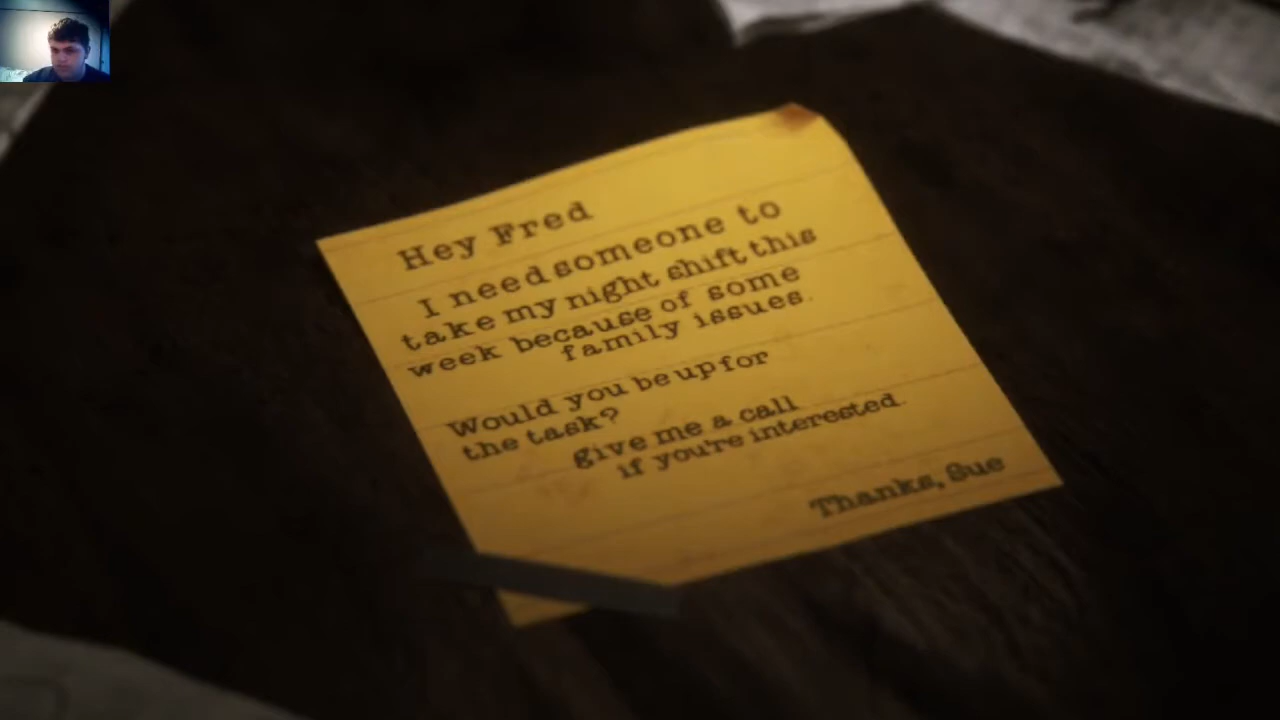 Hey Fred
I need someone to
take my night shift this
week because of some
family issues.
Would you be up for
the task?
give me a call
if you're interested.
Thanks, Sue